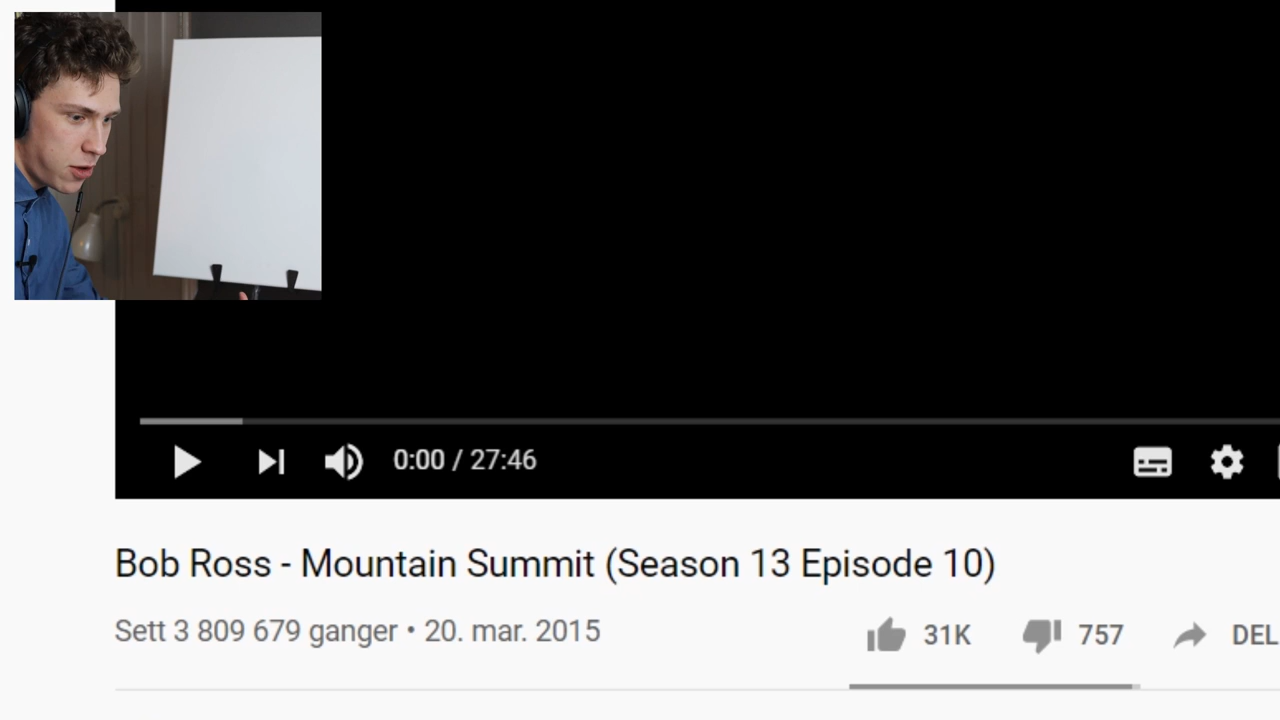 0:00 / 27:46
Bob Ross - Mountain Summit (Season 13 Episode 10)
Sett 3 809 679 ganger • 20. mar. 2015
31K 757 DEL